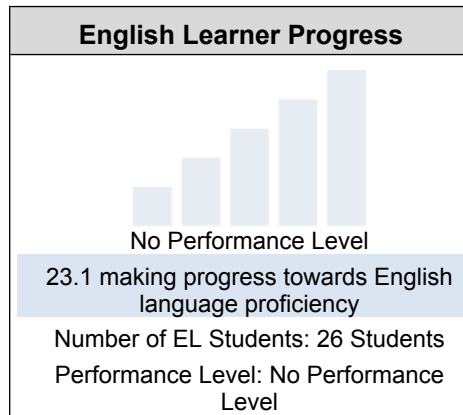 English Learner Progress
No Performance Level
23.1 making progress towards English
language proficiency
Number of EL Students: 26 Students
Performance Level: No Performance
Level